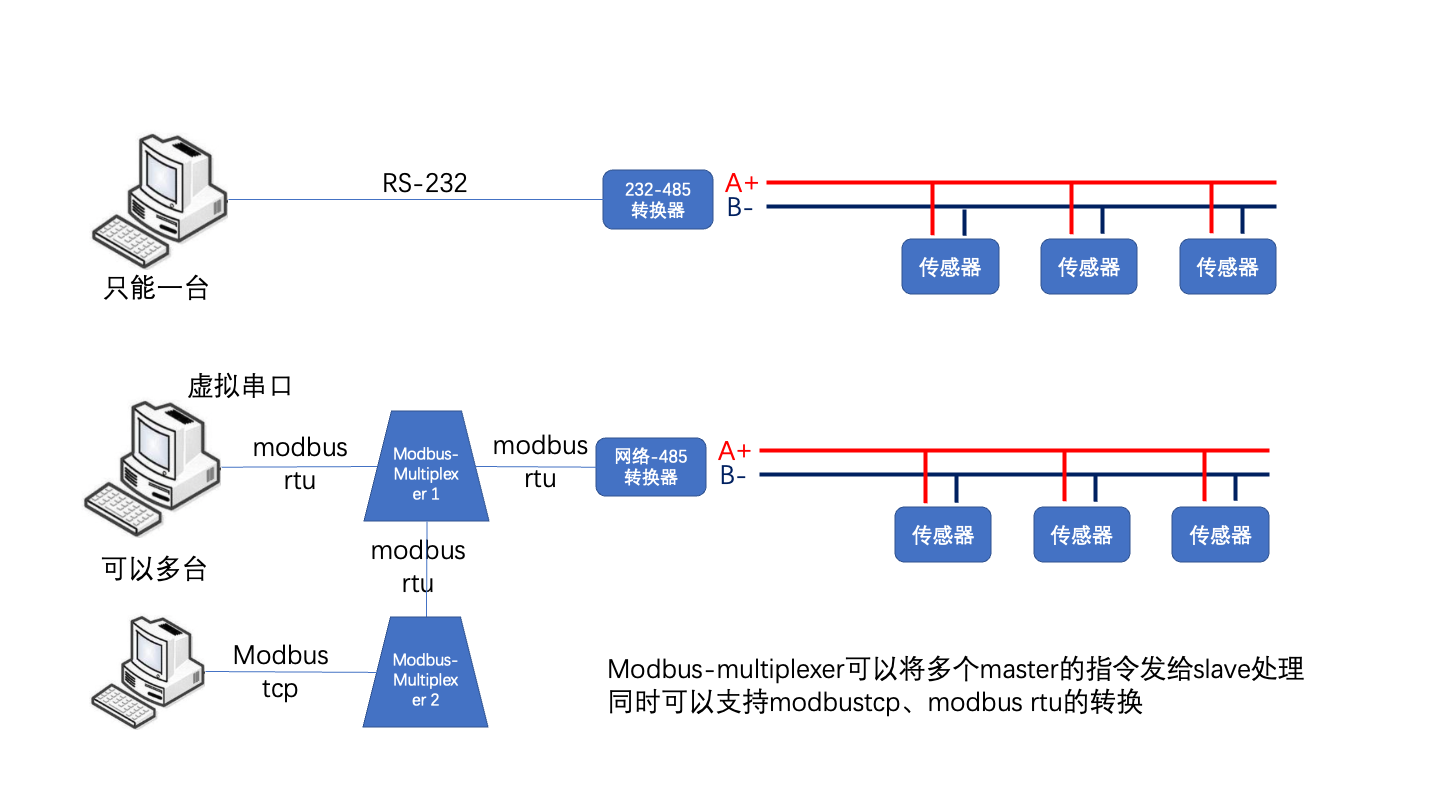 RS-232
232-485
转换器
A+
B-
传感器
传感器
传感器
只能一台
虚拟串口
modbus
rtu
Modbus-
Multiplex
er 1
modbus
rtu
网络-485
转换器
A+
B-
传感器
传感器
传感器
可以多台
modbus
rtu
Modbus
tcp
Modbus-
Multiplex
er 2
Modbus-multiplexer可以将多个master的指令发给slave处理
同时可以支持modbustcp、modbus rtu的转换